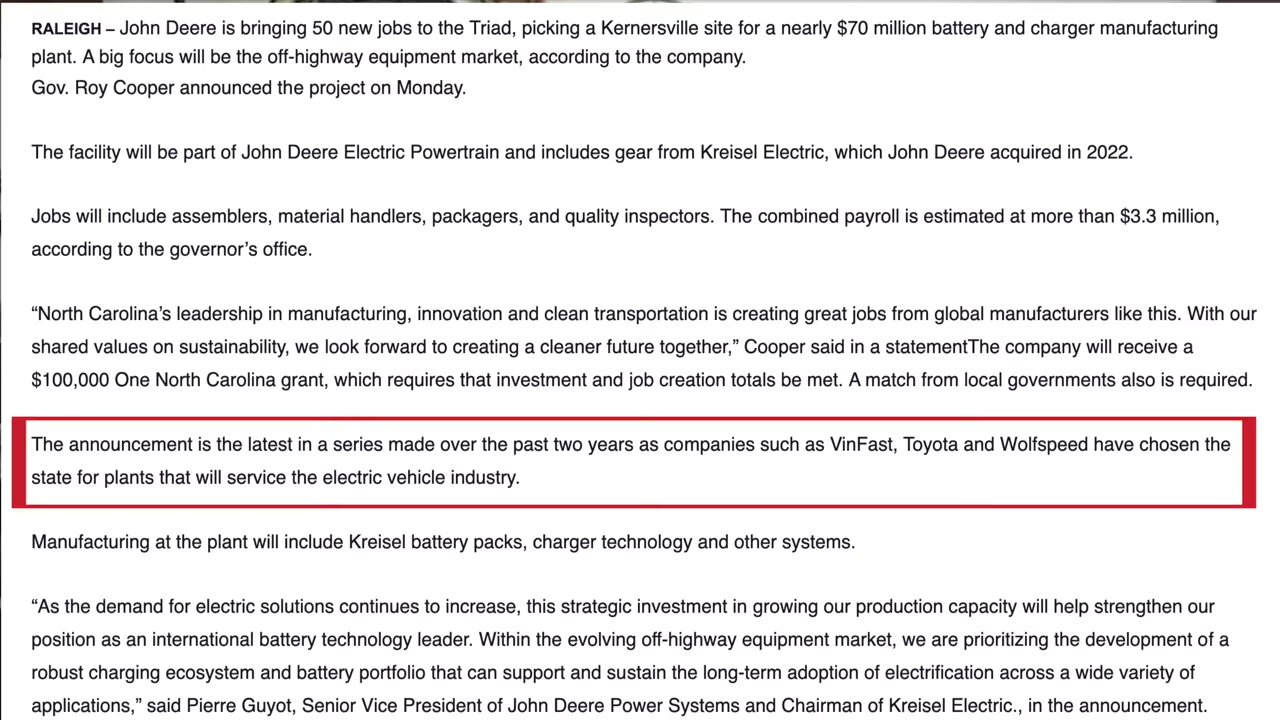 RALEIGH – John Deere is bringing 50 new jobs to the Triad, picking a Kernersville site for a nearly $70 million battery and charger manufacturing
plant. A big focus will be the off-highway equipment market, according to the company.
Gov. Roy Cooper announced the project on Monday.
The facility will be part of John Deere Electric Powertrain and includes gear from Kreisel Electric, which John Deere acquired in 2022.
Jobs will include assemblers, material handlers, packagers, and quality inspectors. The combined payroll is estimated at more than $3.3 million,
according to the governor’s office.
“North Carolina’s leadership in manufacturing, innovation and clean transportation is creating great jobs from global manufacturers like this. With our
shared values on sustainability, we look forward to creating a cleaner future together,” Cooper said in a statementThe company will receive a
$100,000 One North Carolina grant, which requires that investment and job creation totals be met. A match from local governments also is required.
The announcement is the latest in a series made over the past two years as companies such as VinFast, Toyota and Wolfspeed have chosen the
state for plants that will service the electric vehicle industry.
Manufacturing at the plant will include Kreisel battery packs, charger technology and other systems.
“As the demand for electric solutions continues to increase, this strategic investment in growing our production capacity will help strengthen our
position as an international battery technology leader. Within the evolving off-highway equipment market, we are prioritizing the development of a
robust charging ecosystem and battery portfolio that can support and sustain the long-term adoption of electrification across a wide variety of
applications,” said Pierre Guyot, Senior Vice President of John Deere Power Systems and Chairman of Kreisel Electric., in the announcement.